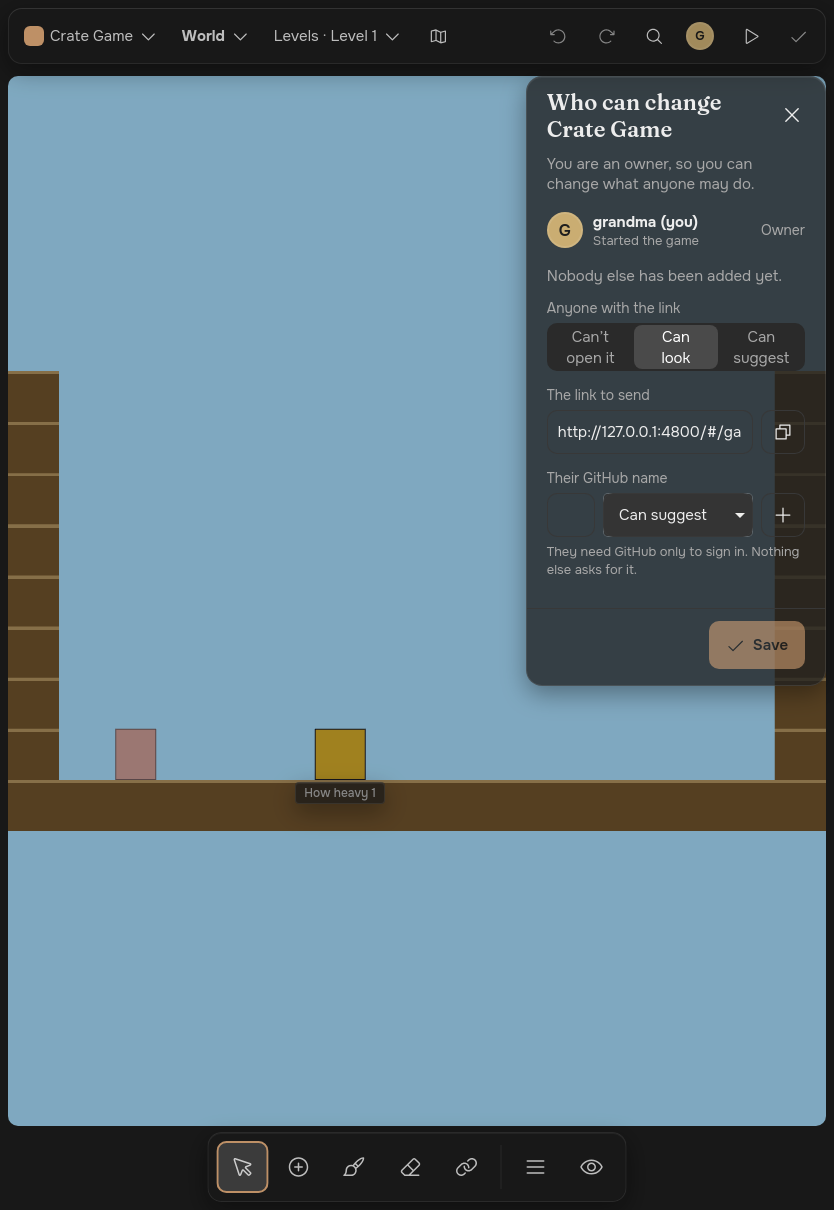 Crate Game
World
Levels · Level 1
G
Who can change
Crate Game
You are an owner, so you can
change what anyone may do.
G
grandma (you)
Started the game
Owner
Nobody else has been added yet.
Anyone with the link
Can't
open it
Can
look
Can
suggest
The link to send
http://127.0.0.1:4800/#/ga
Their GitHub name
Can suggest
They need GitHub only to sign in. Nothing
else asks for it.
Save
How heavy 1